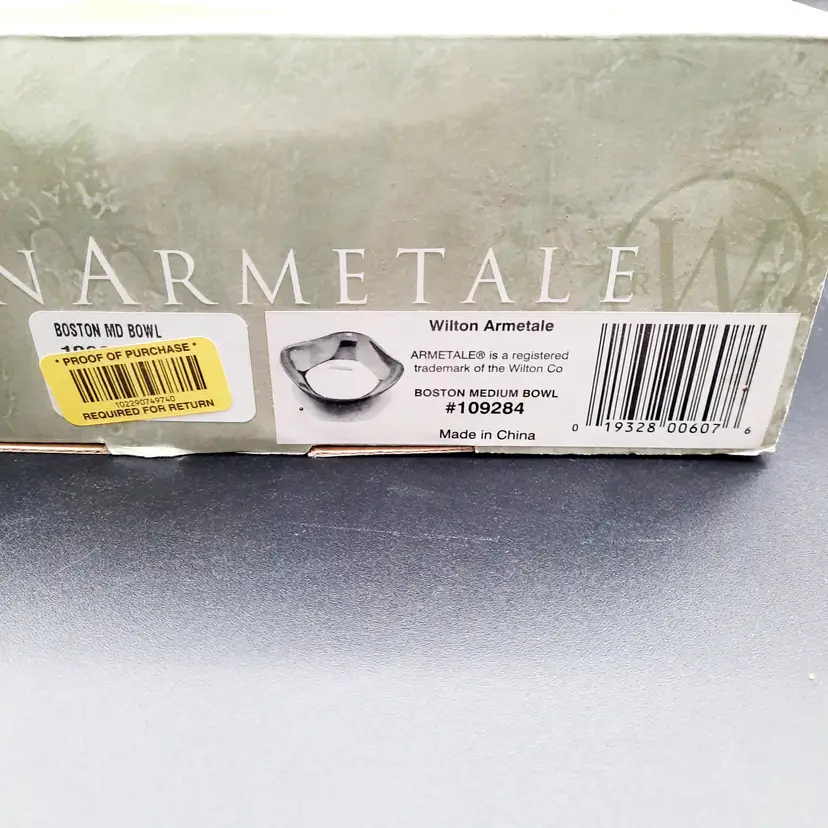 NARMETALE
W
R
R
BOSTON MD BOWL
* PROOF OF PURCHASE *
102290749740
REQUIRED FOR RETURN
Wilton Armetale
ARMETALE® is a registered
trademark of the Wilton Co
BOSTON MEDIUM BOWL
#109284
Made in China
0 19328 00607 6